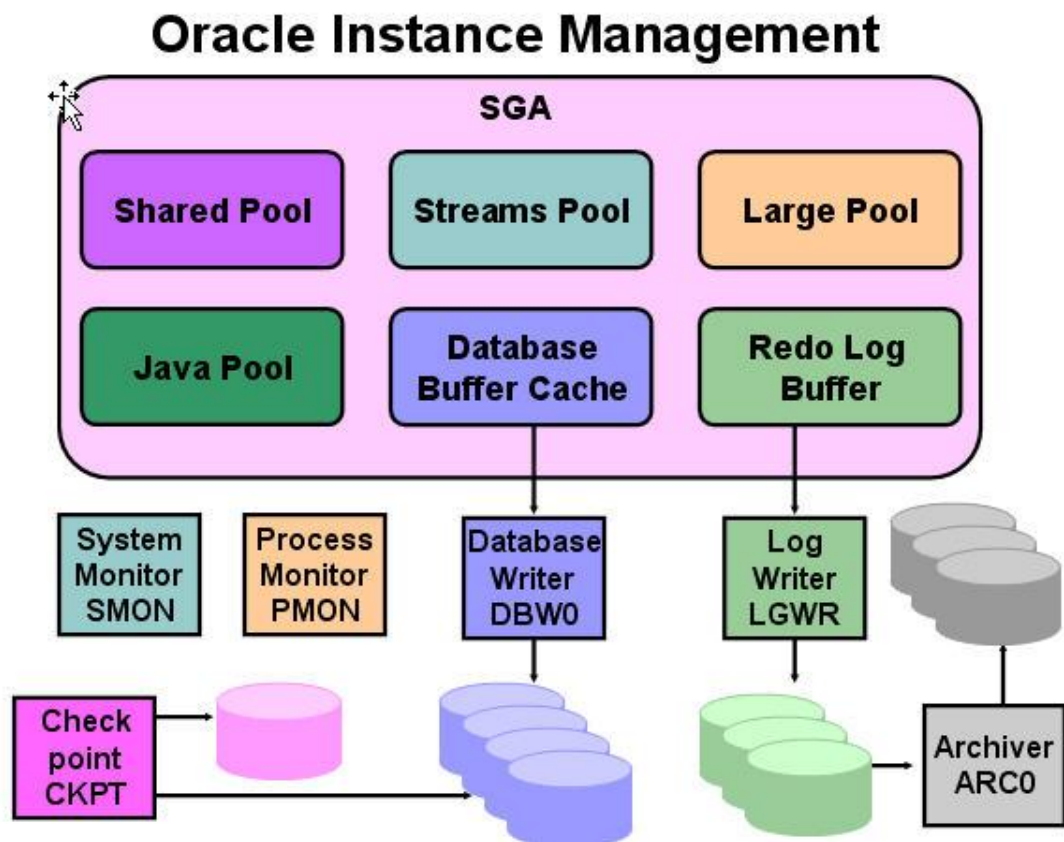 Oracle Instance Management
SGA
Shared Pool
Streams Pool
Large Pool
Java Pool
Database
Buffer Cache
Redo Log
Buffer
System
Monitor
SMON
Process
Monitor
PMON
Database
Writer
DBW0
Log
Writer
LGWR
Check
point
CKPT
Archiver
ARC0